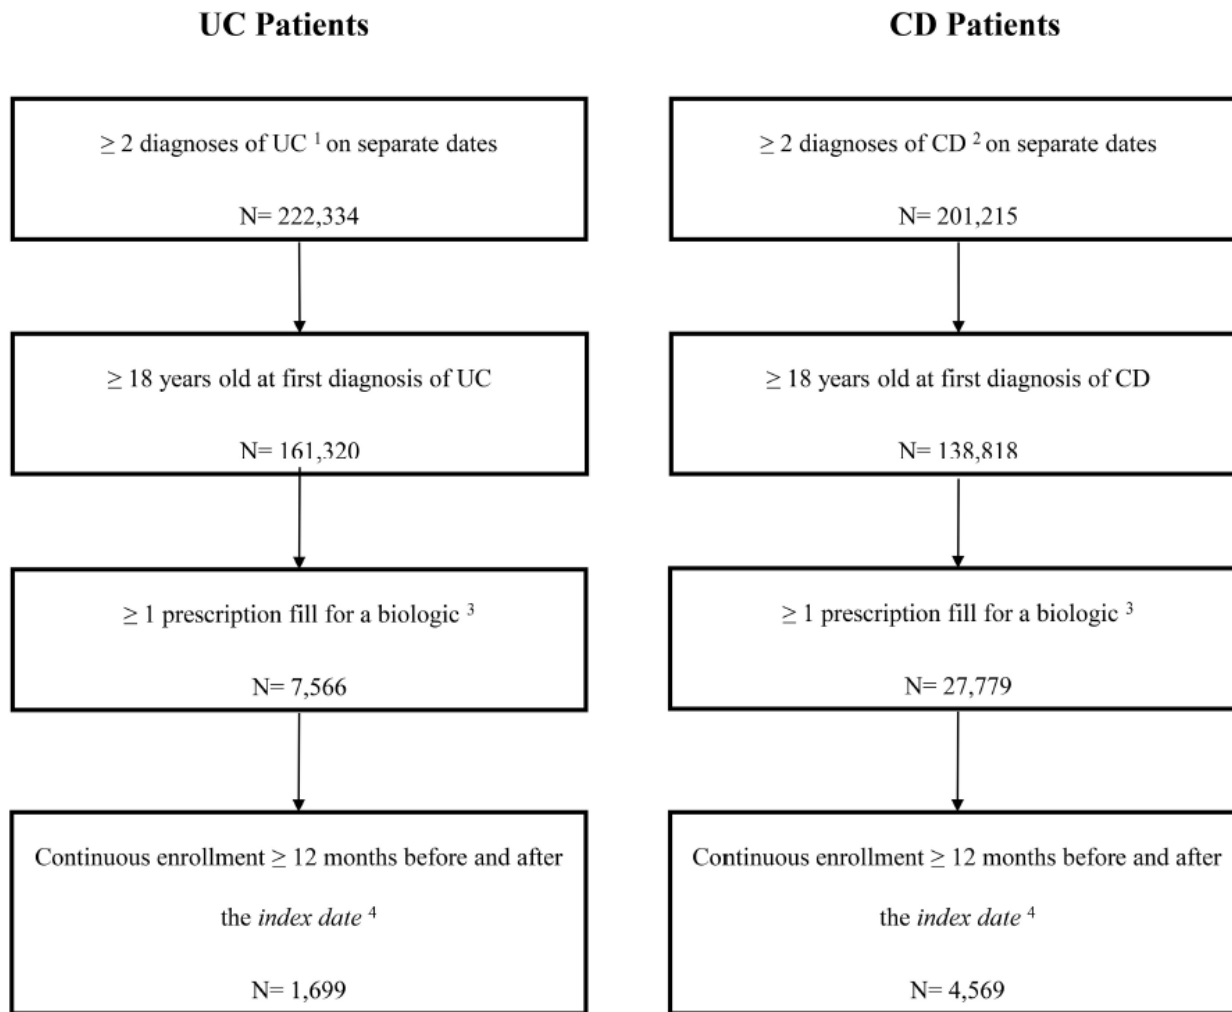 UC Patients
≥ 2 diagnoses of UC ¹ on separate dates
N= 222,334
≥ 18 years old at first diagnosis of UC
N= 161,320
≥ 1 prescription fill for a biologic ³
N= 7,566
Continuous enrollment ≥ 12 months before and after
the index date ⁴
N= 1,699
CD Patients
≥ 2 diagnoses of CD ² on separate dates
N= 201,215
≥ 18 years old at first diagnosis of CD
N= 138,818
≥ 1 prescription fill for a biologic ³
N= 27,779
Continuous enrollment ≥ 12 months before and after
the index date ⁴
N= 4,569